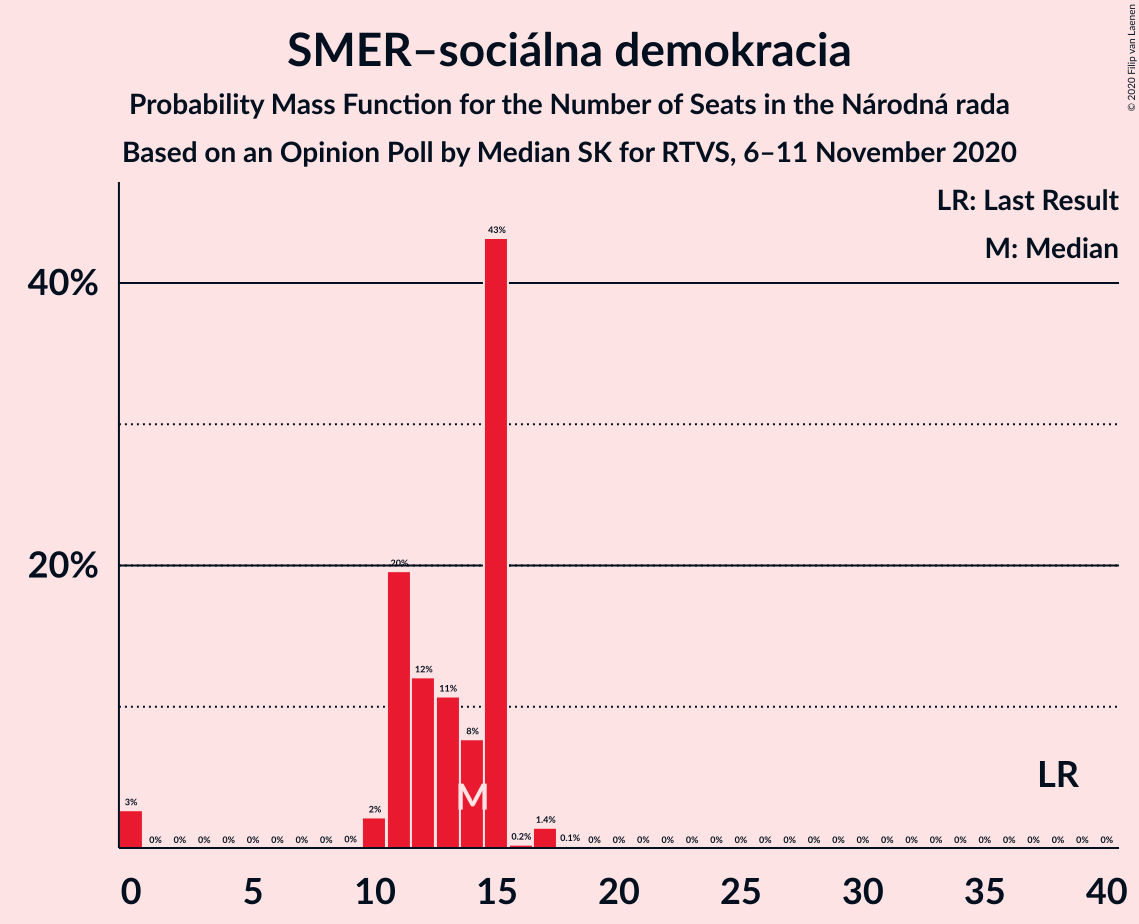 SMER–sociálna demokracia
Probability Mass Function for the Number of Seats in the Národná rada
Based on an Opinion Poll by Median SK for RTVS, 6–11 November 2020
© 2020 Filip van Laenen
LR: Last Result
M: Median
43%
40%
20%
20%
12%
11%
8%
LR
M
3%
0% 0% 0% 0% 0% 0% 0% 0% 0%
2%
0.2%
1.4%
0.1%
0% 0% 0% 0% 0% 0% 0% 0% 0% 0% 0% 0% 0% 0% 0% 0% 0% 0% 0% 0% 0% 0%
0 5 10 15 20 25 30 35 40